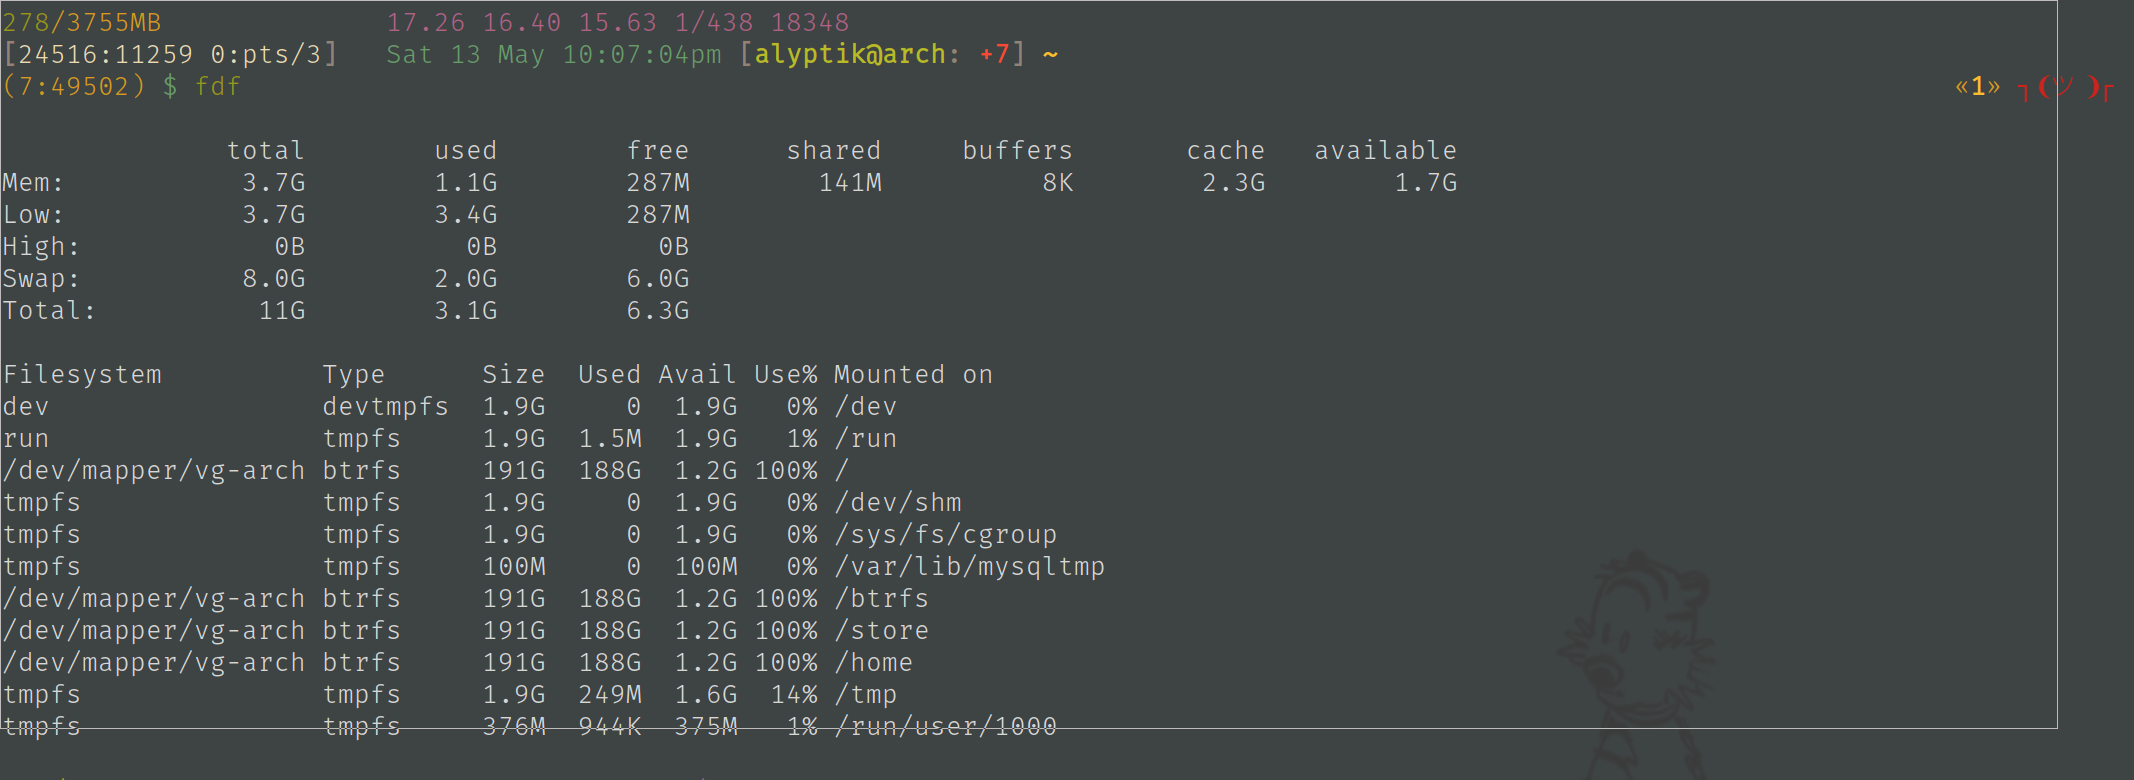 278/3755MB 17.26 16.40 15.63 1/438 18348
[24516:11259 0:pts/3] Sat 13 May 10:07:04pm [alyptik@arch: +7] ~
(7:49502) $ fdf «1» ┐(ツ)┌
total used free shared buffers cache available
Mem: 3.7G 1.1G 287M 141M 8K 2.3G 1.7G
Low: 3.7G 3.4G 287M
High: 0B 0B 0B
Swap: 8.0G 2.0G 6.0G
Total: 11G 3.1G 6.3G
Filesystem Type Size Used Avail Use% Mounted on
dev devtmpfs 1.9G 0 1.9G 0% /dev
run tmpfs 1.9G 1.5M 1.9G 1% /run
/dev/mapper/vg-arch btrfs 191G 188G 1.2G 100% /
tmpfs tmpfs 1.9G 0 1.9G 0% /dev/shm
tmpfs tmpfs 1.9G 0 1.9G 0% /sys/fs/cgroup
tmpfs tmpfs 100M 0 100M 0% /var/lib/mysqltmp
/dev/mapper/vg-arch btrfs 191G 188G 1.2G 100% /btrfs
/dev/mapper/vg-arch btrfs 191G 188G 1.2G 100% /store
/dev/mapper/vg-arch btrfs 191G 188G 1.2G 100% /home
tmpfs tmpfs 1.9G 249M 1.6G 14% /tmp
tmpfs tmpfs 376M 944K 375M 1% /run/user/1000